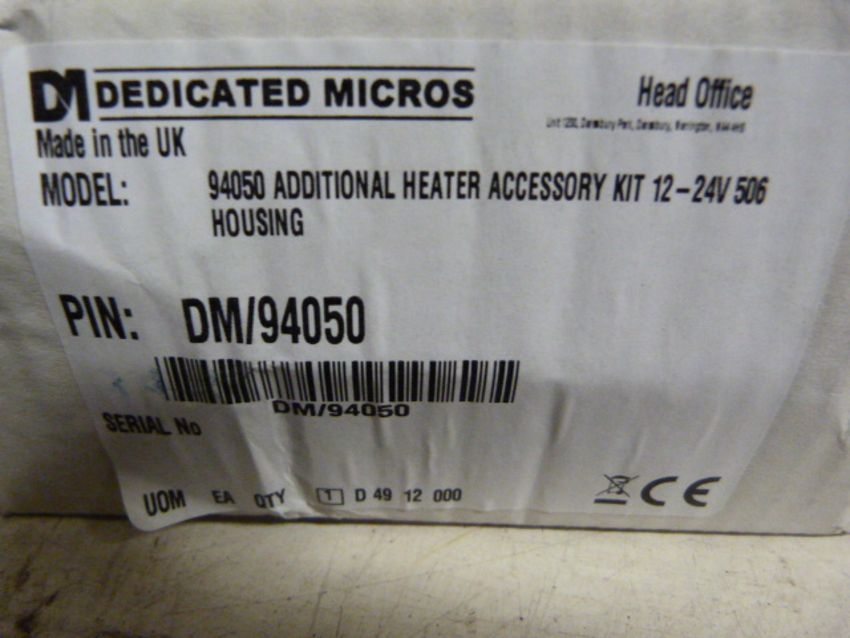 DM DEDICATED MICROS
Head Office
Made in the UK
MODEL: 94050 ADDITIONAL HEATER ACCESSORY KIT 12-24V 506
HOUSING
PIN: DM/94050
DM/94050
SERIAL No
UOM EA QTY 1 D 49 12 000
CE